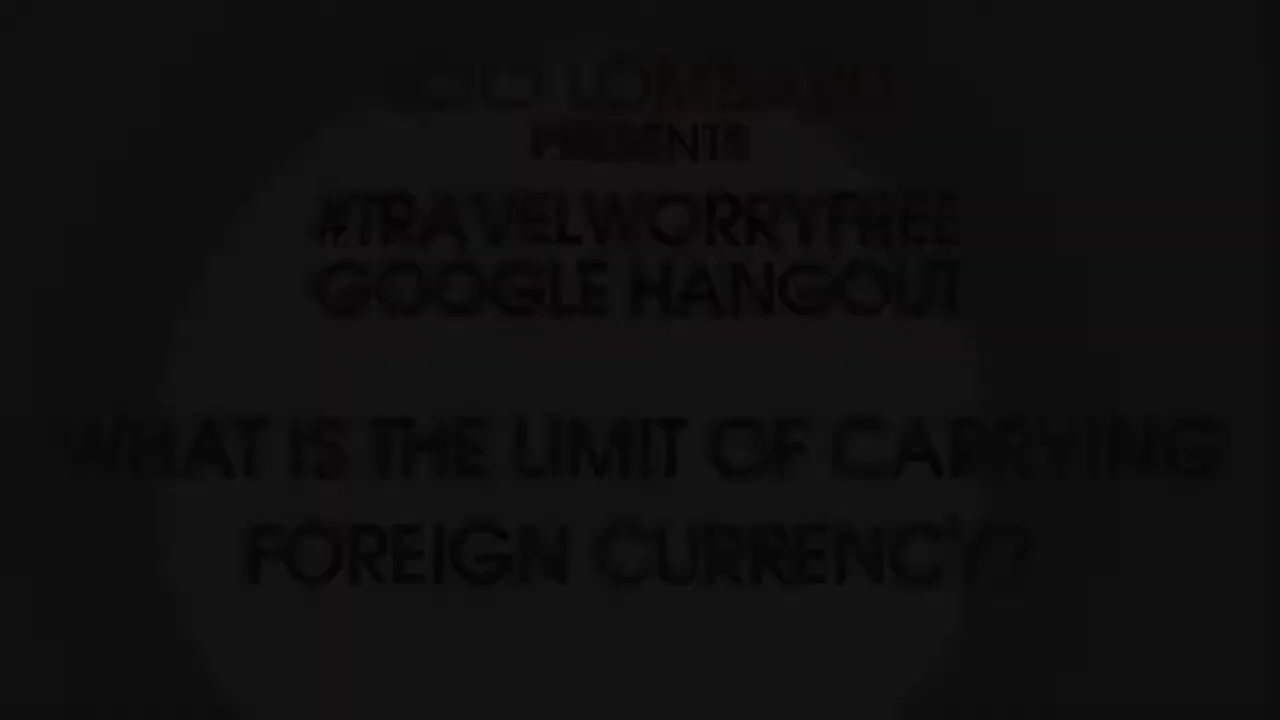 PRESENTS
#TRAVELWORRYFREE
GOOGLE HANGOUT
WHAT IS THE LIMIT OF CARRYING
FOREIGN CURRENCY?